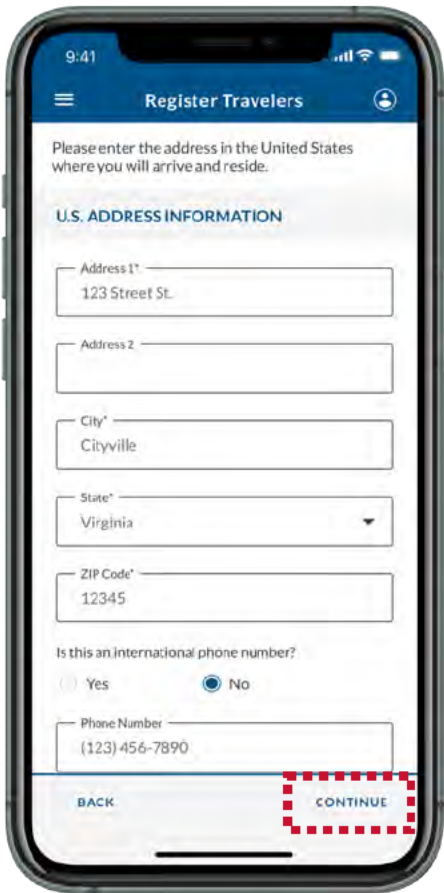 9:41
Register Travelers
Please enter the address in the United States
where you will arrive and reside.
U.S. ADDRESS INFORMATION
Address 1*
123 Street St.
Address 2
City*
Cityville
State*
Virginia
ZIP Code*
12345
Is this an international phone number?
Yes No
Phone Number
(123) 456-7890
BACK CONTINUE